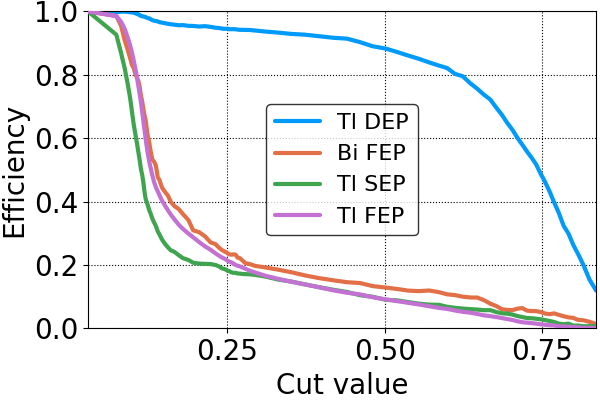 1.0
0.8
0.6
0.4
0.2
0.0
Efficiency
Tl DEP
Bi FEP
Tl SEP
Tl FEP
0.25
0.50
0.75
Cut value